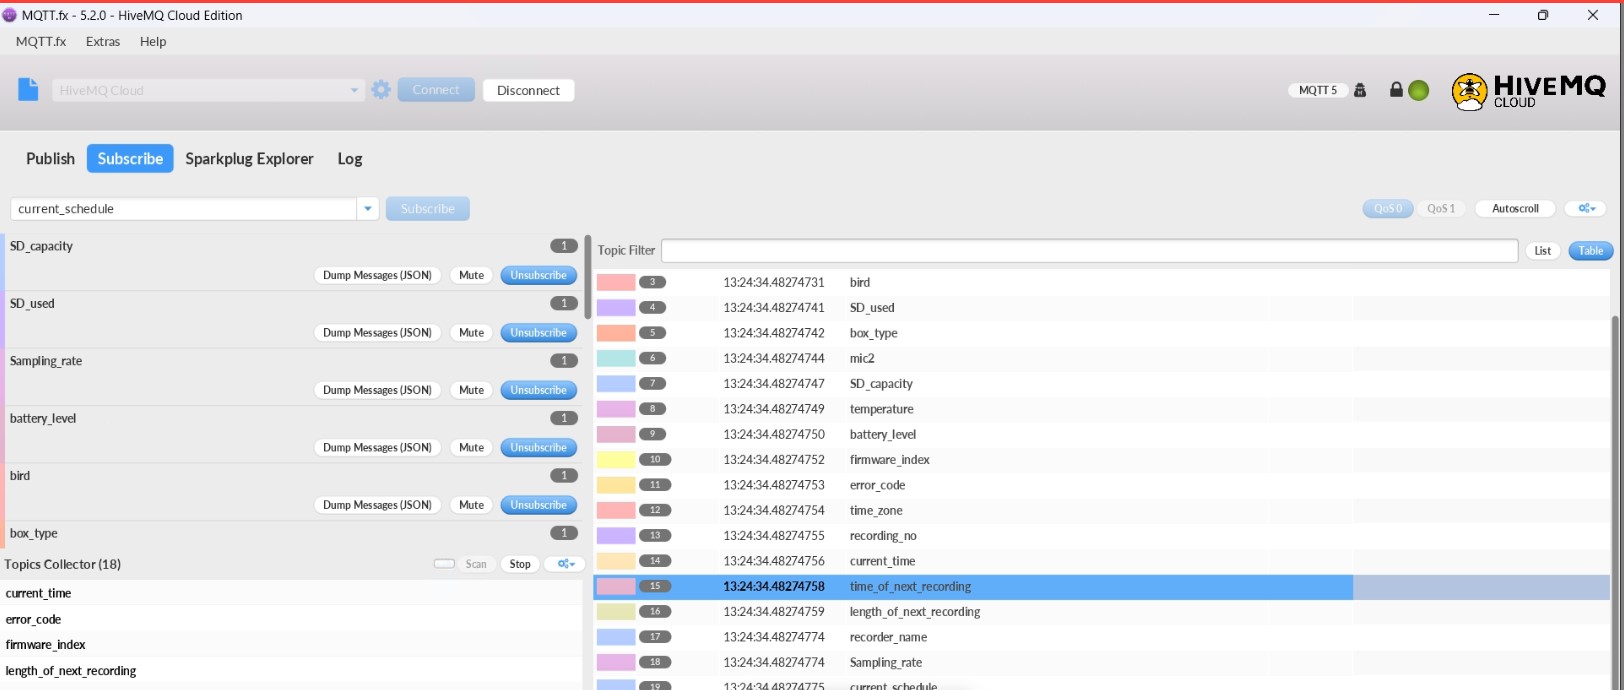 MQTT.fx - 5.2.0 - HiveMQ Cloud Edition
MQTT.fx Extras Help
HiveMQ Cloud Connect Disconnect MQTT 5 HIVEMQ
CLOUD
Publish Subscribe Sparkplug Explorer Log
current_schedule Subscribe QoS 0 QoS 1 Autoscroll
SD_capacity 1
Dump Messages (JSON) Mute Unsubscribe
SD_used 1
Dump Messages (JSON) Mute Unsubscribe
Sampling_rate 1
Dump Messages (JSON) Mute Unsubscribe
battery_level 1
Dump Messages (JSON) Mute Unsubscribe
bird 1
Dump Messages (JSON) Mute Unsubscribe
box_type 1
Topics Collector (18) Scan Stop
current_time
error_code
firmware_index
length_of_next_recording
Topic Filter List Table
3 13:24:34.48274731 bird
4 13:24:34.48274741 SD_used
5 13:24:34.48274742 box_type
6 13:24:34.48274744 mic2
7 13:24:34.48274747 SD_capacity
8 13:24:34.48274749 temperature
9 13:24:34.48274750 battery_level
10 13:24:34.48274752 firmware_index
11 13:24:34.48274753 error_code
12 13:24:34.48274754 time_zone
13 13:24:34.48274755 recording_no
14 13:24:34.48274756 current_time
15 13:24:34.48274758 time_of_next_recording
16 13:24:34.48274759 length_of_next_recording
17 13:24:34.48274774 recorder_name
18 13:24:34.48274774 Sampling_rate
19 13:24:34.48274775 current_schedule